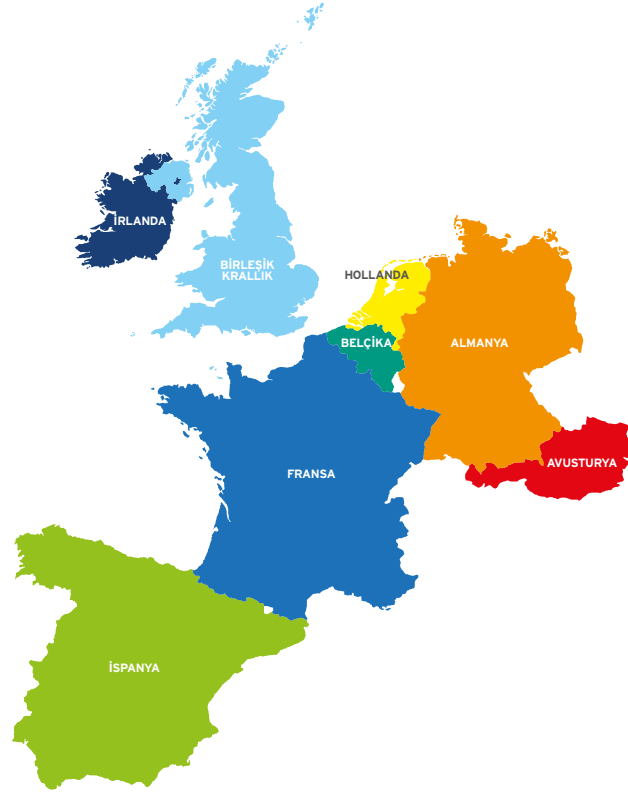 İRLANDA
BİRLEŞİK
KRALLIK
HOLLANDA
BELÇİKA
ALMANYA
AVUSTURYA
FRANSA
İSPANYA